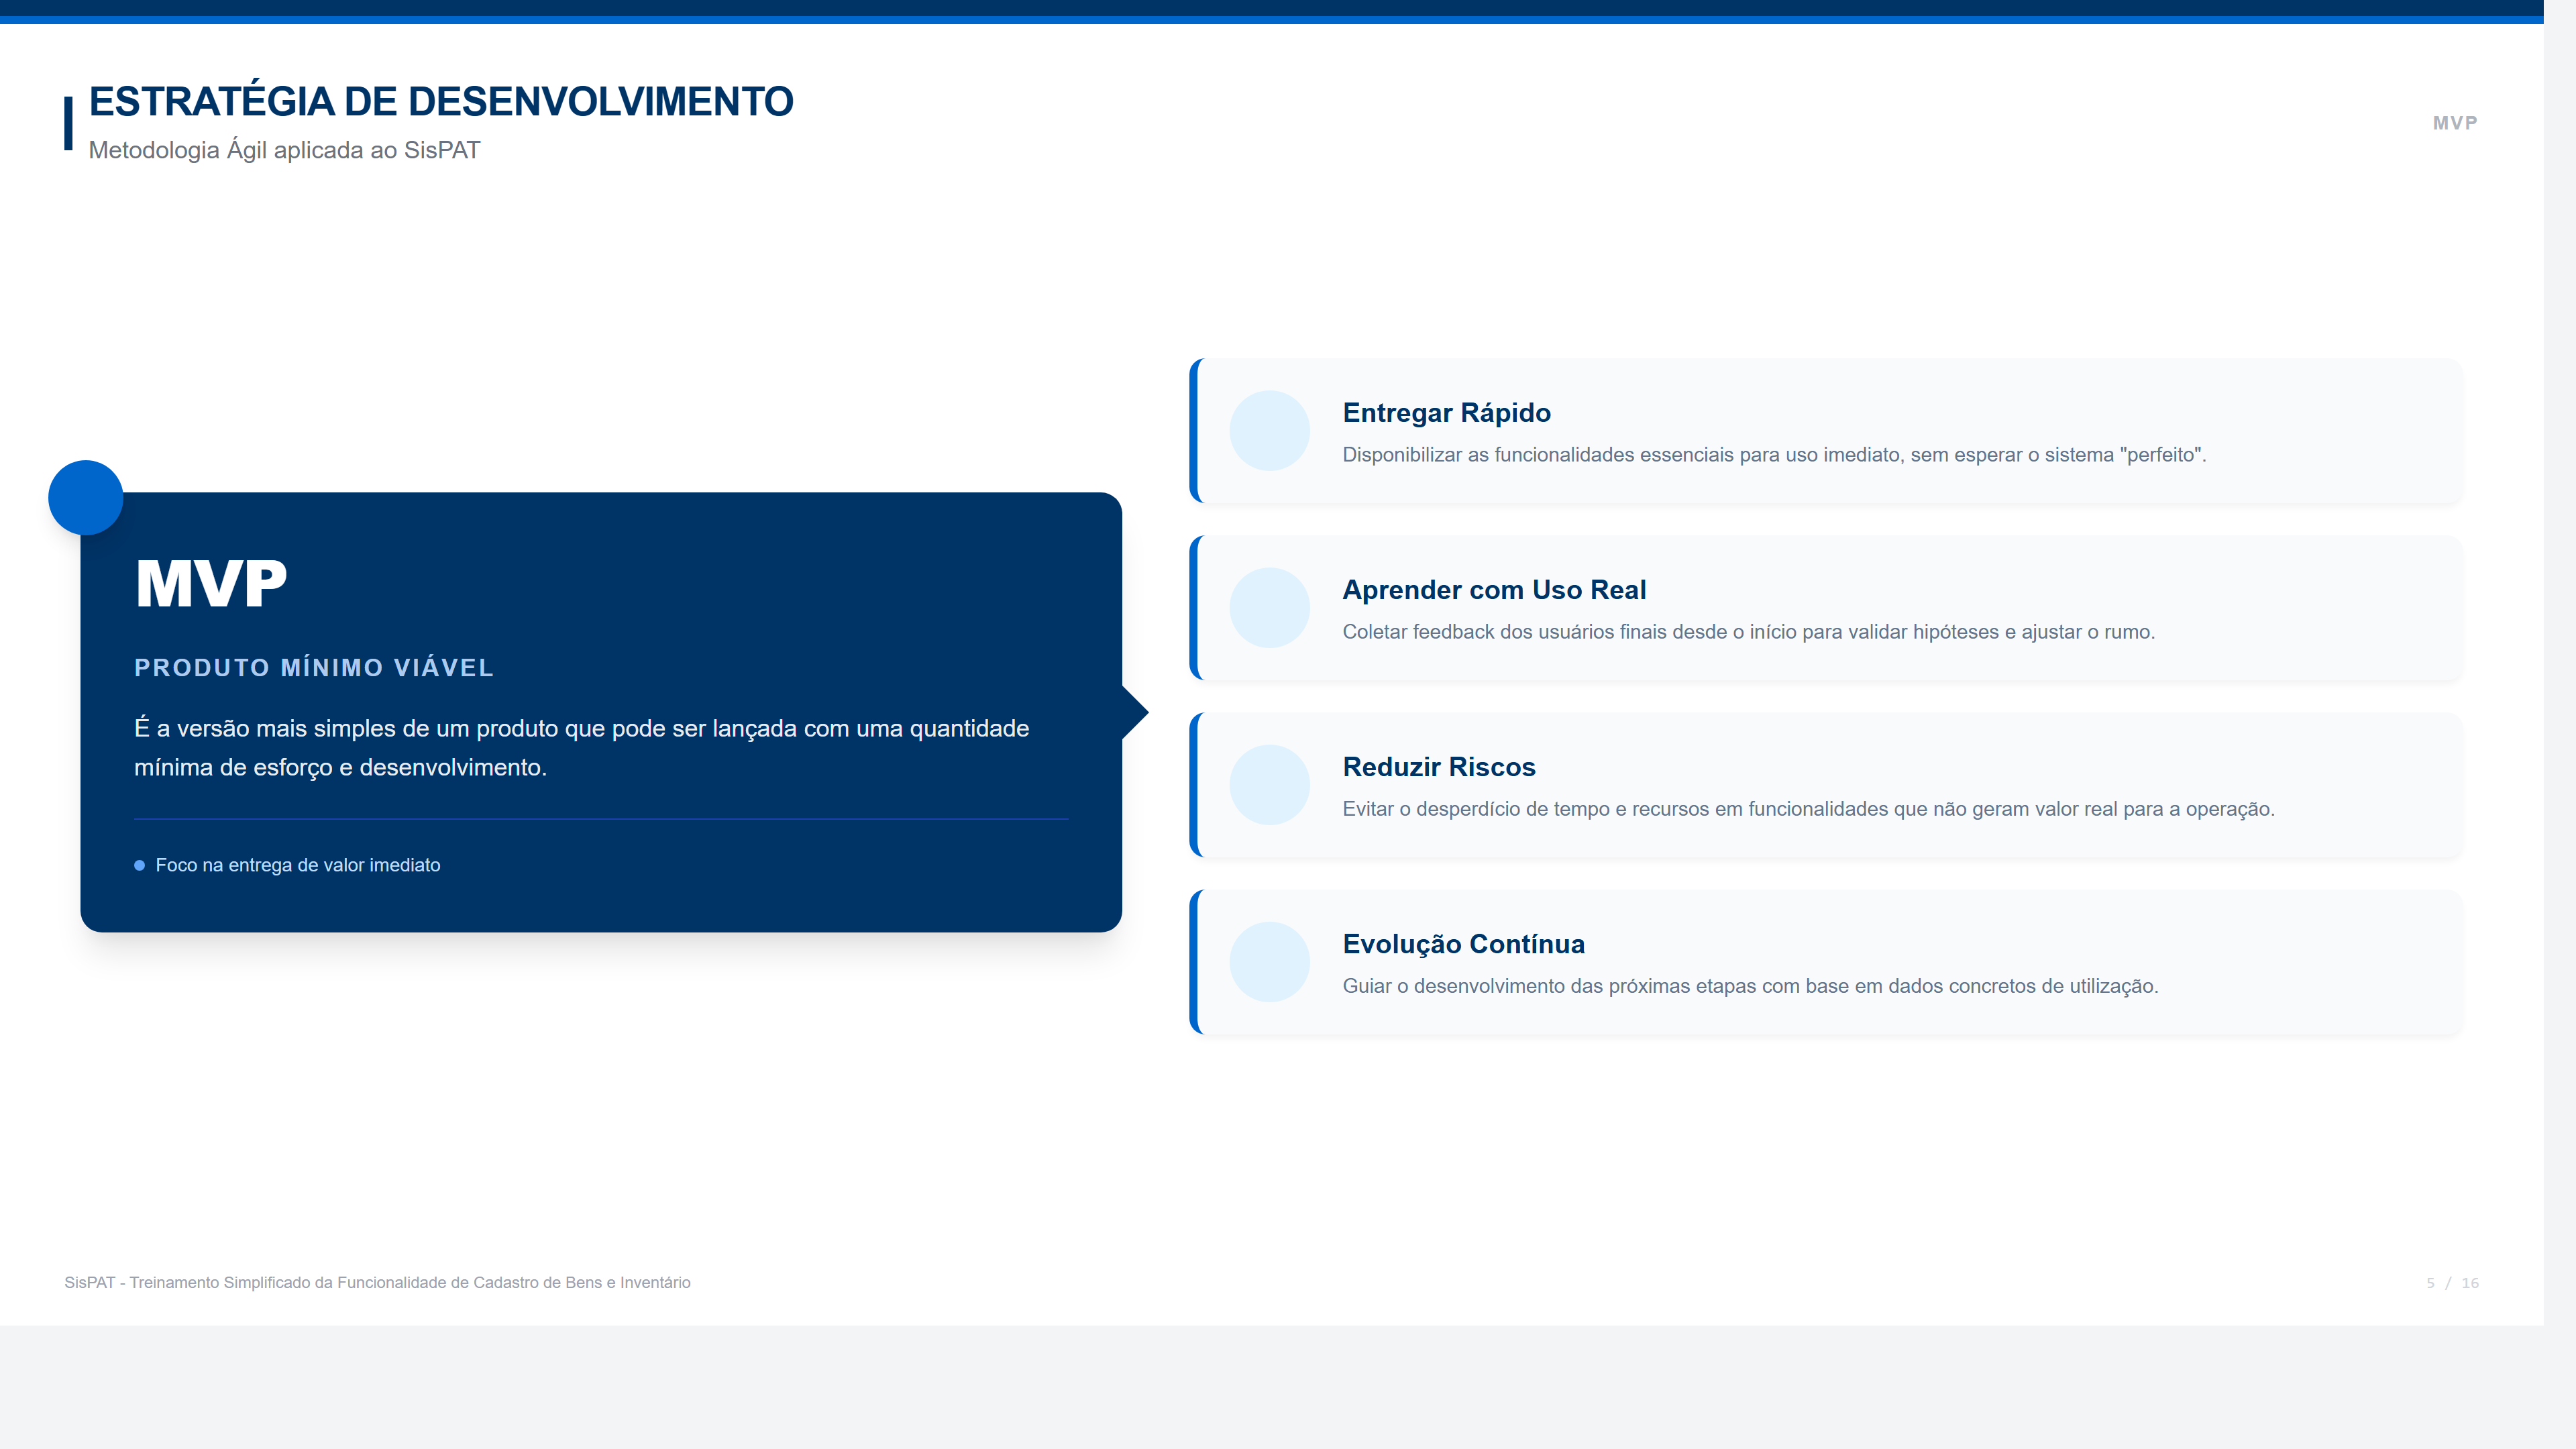 ESTRATÉGIA DE DESENVOLVIMENTO
Metodologia Ágil aplicada ao SisPAT
MVP
MVP
PRODUTO MÍNIMO VIÁVEL
É a versão mais simples de um produto que pode ser lançada com uma quantidade
mínima de esforço e desenvolvimento.
Foco na entrega de valor imediato
Entregar Rápido
Disponibilizar as funcionalidades essenciais para uso imediato, sem esperar o sistema "perfeito".
Aprender com Uso Real
Coletar feedback dos usuários finais desde o início para validar hipóteses e ajustar o rumo.
Reduzir Riscos
Evitar o desperdício de tempo e recursos em funcionalidades que não geram valor real para a operação.
Evolução Contínua
Guiar o desenvolvimento das próximas etapas com base em dados concretos de utilização.
SisPAT - Treinamento Simplificado da Funcionalidade de Cadastro de Bens e Inventário
5 / 16